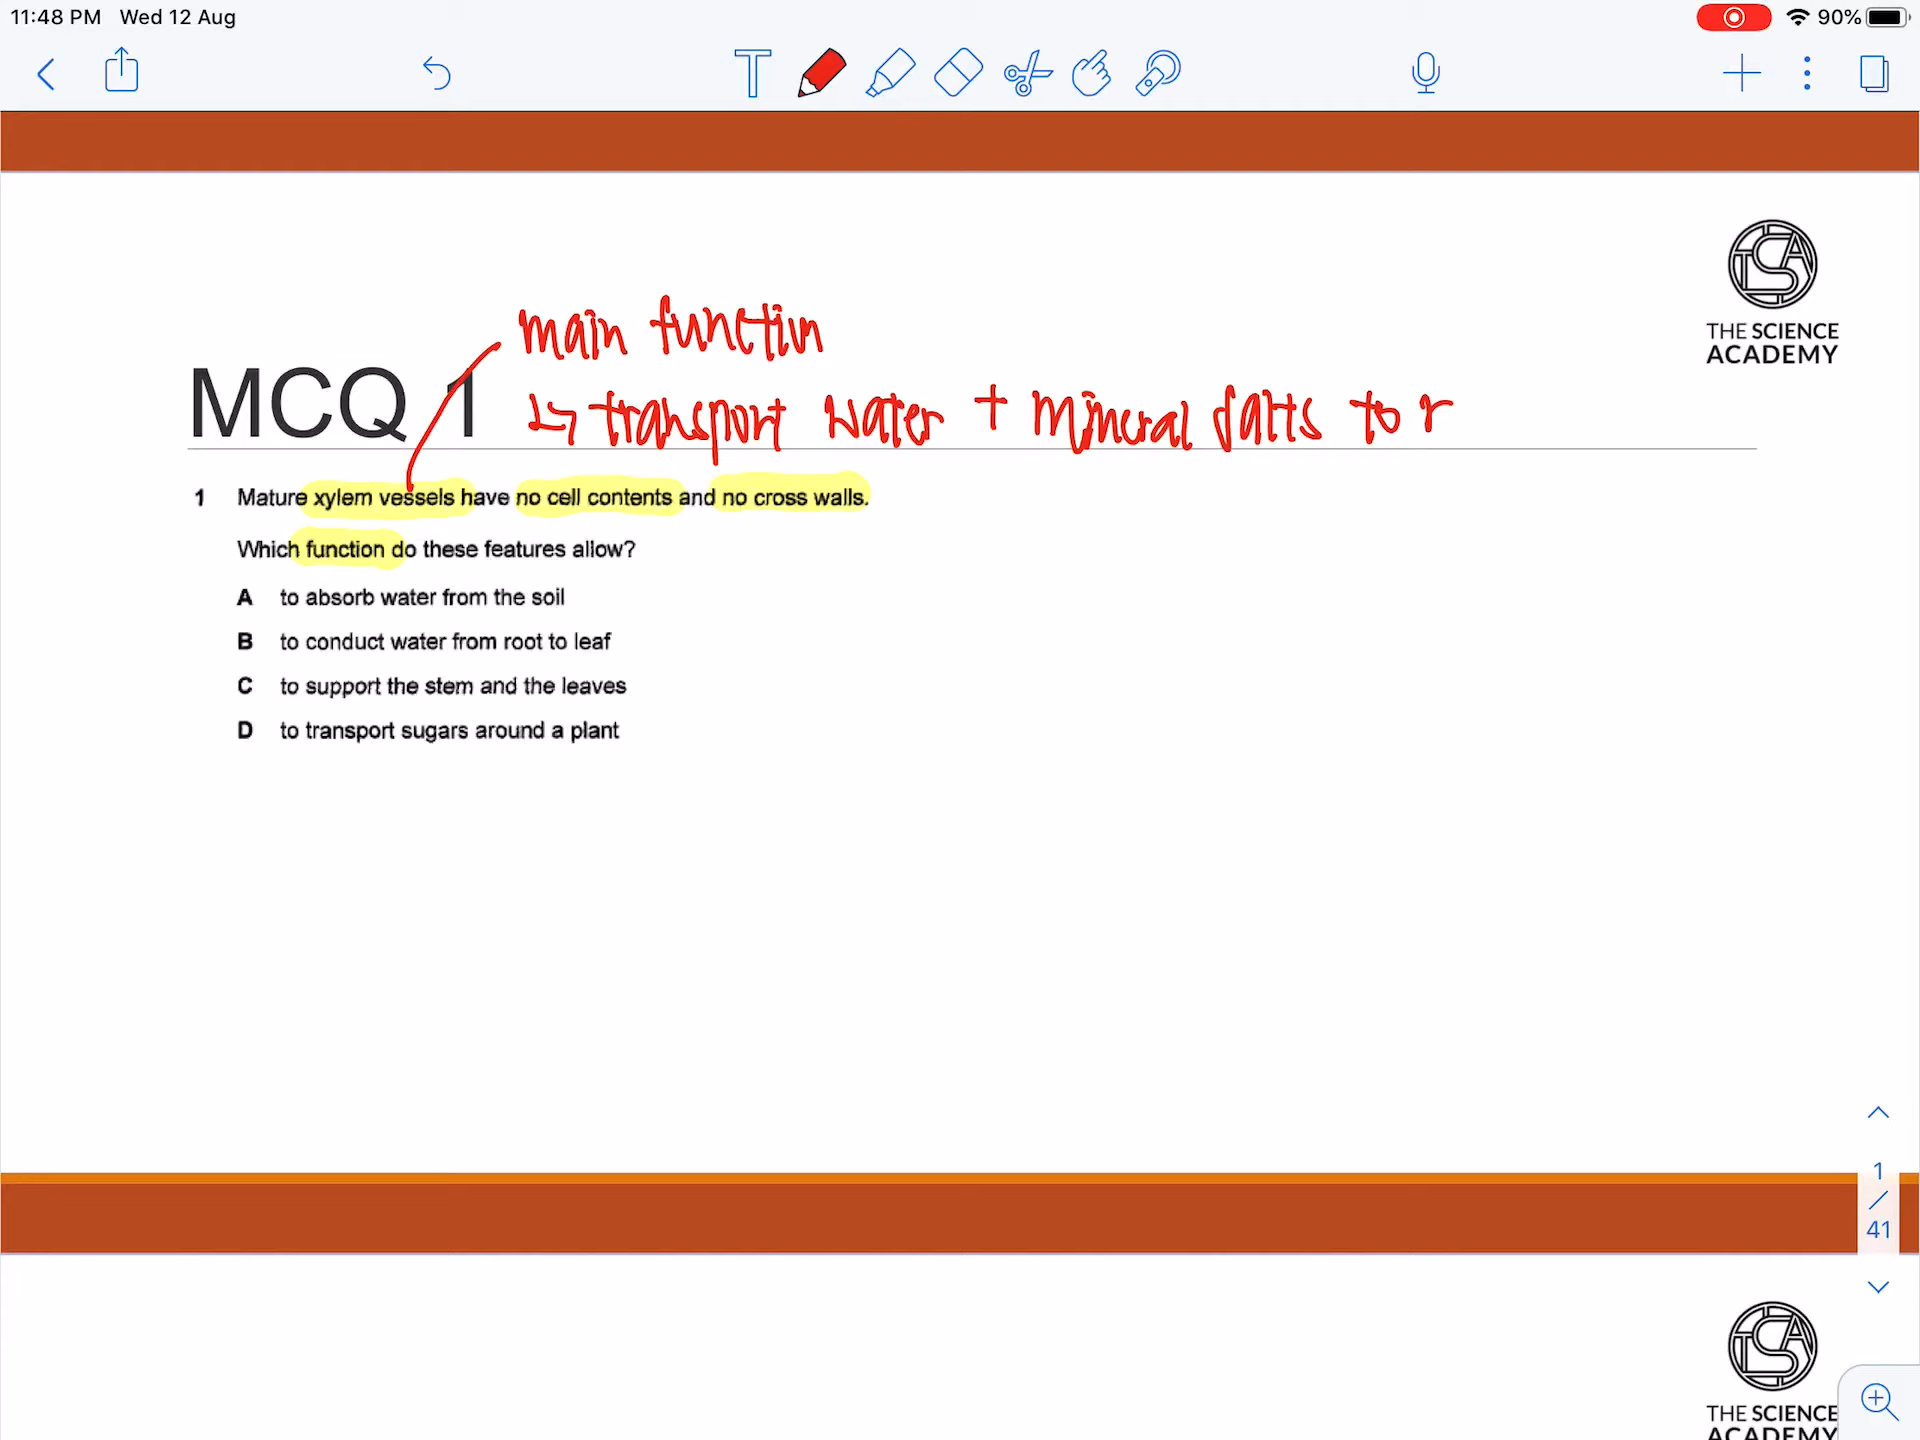 11:48 PM Wed 12 Aug
90%
THE SCIENCE
ACADEMY
main function
MCQ 1
↳ transport water + mineral salts to r
1 Mature xylem vessels have no cell contents and no cross walls.
Which function do these features allow?
A to absorb water from the soil
B to conduct water from root to leaf
C to support the stem and the leaves
D to transport sugars around a plant
1
/
41
THE SCIENCE
ACADEMY